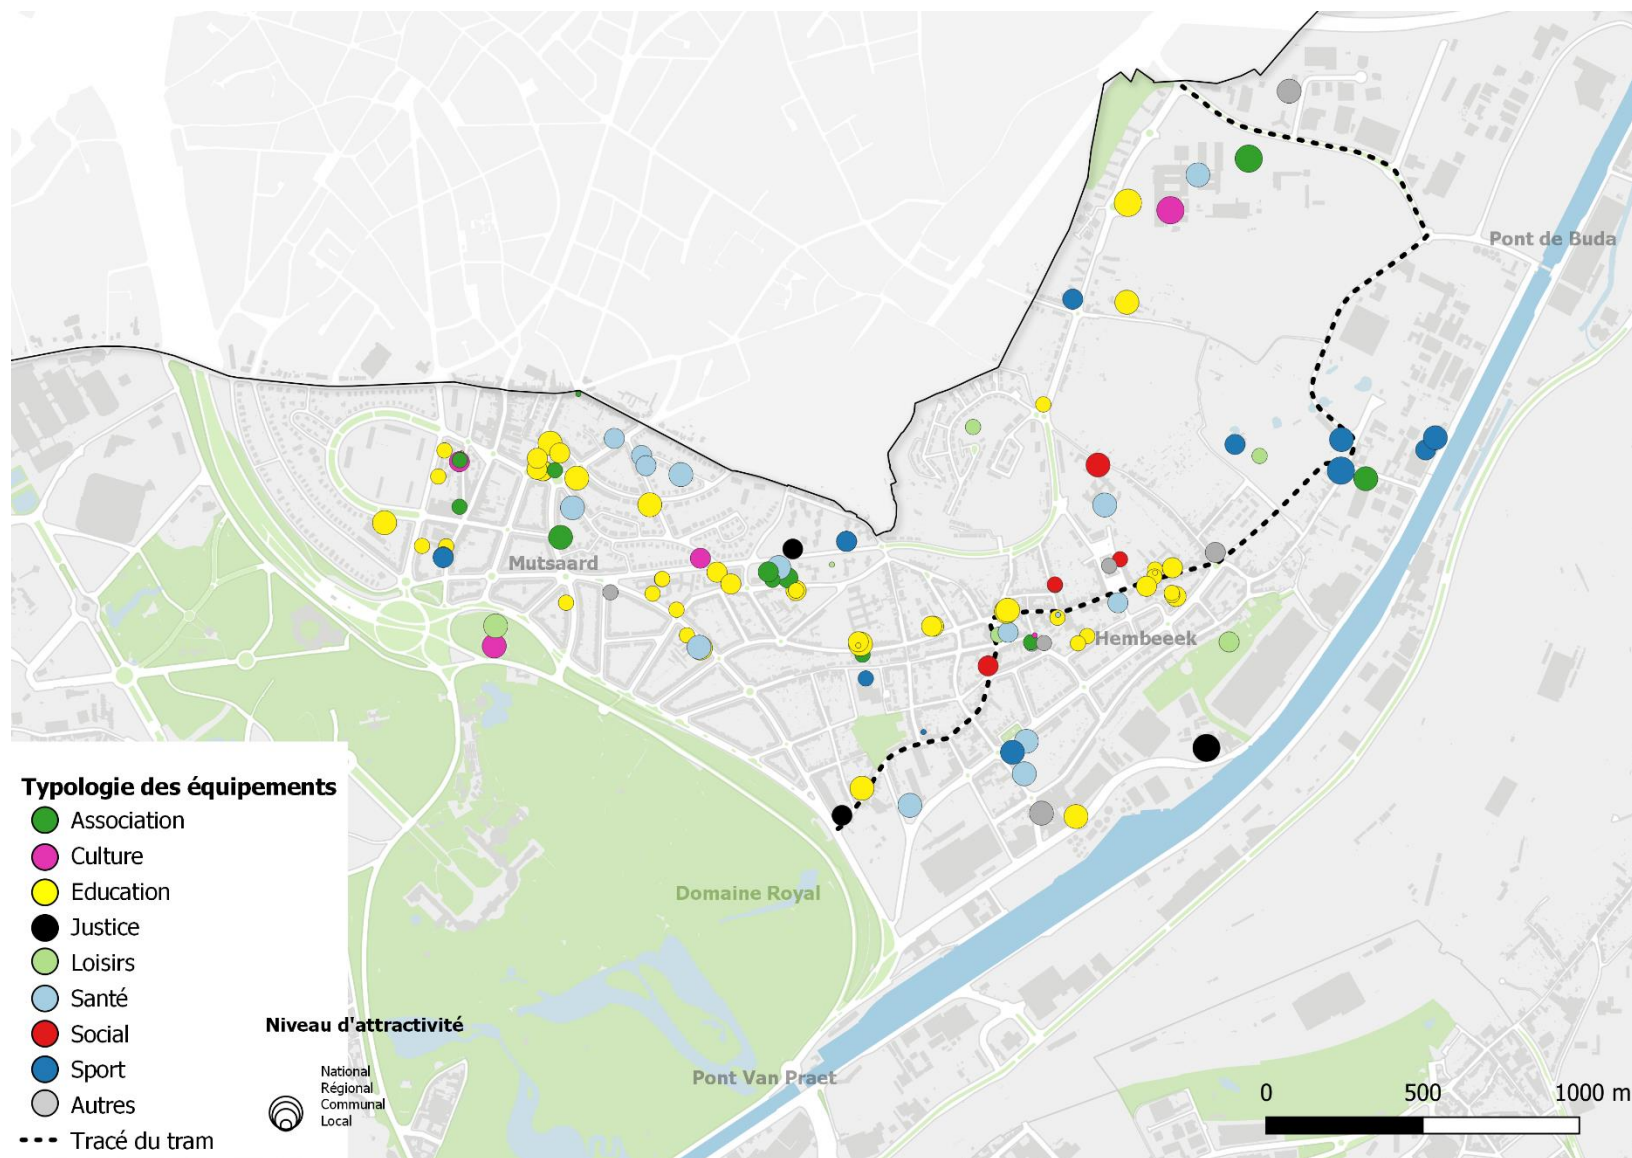 Pont de Buda
Mutsaard
Hembeeek
Domaine Royal
Pont Van Praet
Typologie des équipements
Association
Culture
Education
Justice
Loisirs
Santé
Social
Sport
Autres
Tracé du tram
Niveau d'attractivité
National
Régional
Communal
Local
0 500 1000 m